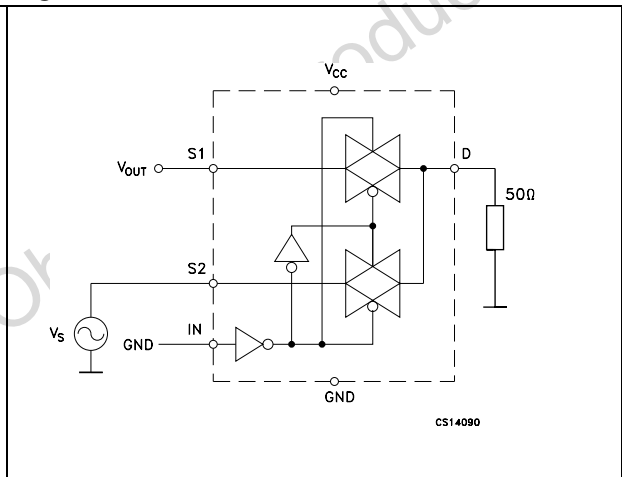 VCC
S1
D
VOUT
50Ω
S2
IN
VS
GND
GND
CS14090